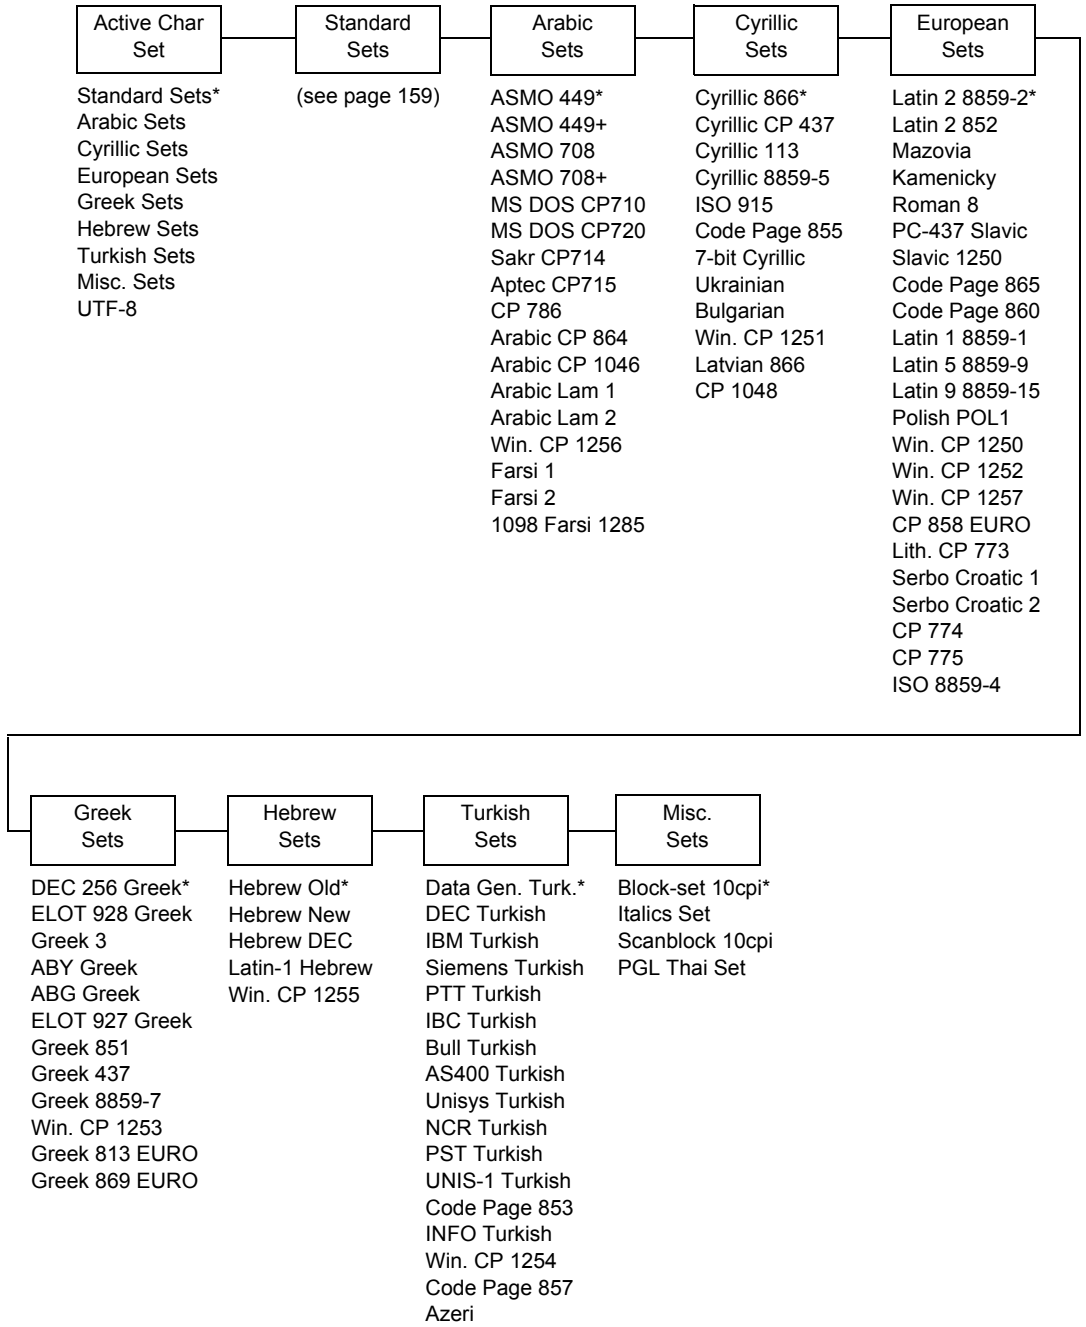 Active Char
Set
Standard Sets*
Arabic Sets
Cyrillic Sets
European Sets
Greek Sets
Hebrew Sets
Turkish Sets
Misc. Sets
UTF-8
Standard
Sets
(see page 159)
Arabic
Sets
ASMO 449*
ASMO 449+
ASMO 708
ASMO 708+
MS DOS CP710
MS DOS CP720
Sakr CP714
Aptec CP715
CP 786
Arabic CP 864
Arabic CP 1046
Arabic Lam 1
Arabic Lam 2
Win. CP 1256
Farsi 1
Farsi 2
1098 Farsi 1285
Cyrillic
Sets
Cyrillic 866*
Cyrillic CP 437
Cyrillic 113
Cyrillic 8859-5
ISO 915
Code Page 855
7-bit Cyrillic
Ukrainian
Bulgarian
Win. CP 1251
Latvian 866
CP 1048
European
Sets
Latin 2 8859-2*
Latin 2 852
Mazovia
Kamenicky
Roman 8
PC-437 Slavic
Slavic 1250
Code Page 865
Code Page 860
Latin 1 8859-1
Latin 5 8859-9
Latin 9 8859-15
Polish POL1
Win. CP 1250
Win. CP 1252
Win. CP 1257
CP 858 EURO
Lith. CP 773
Serbo Croatic 1
Serbo Croatic 2
CP 774
CP 775
ISO 8859-4
Greek
Sets
DEC 256 Greek*
ELOT 928 Greek
Greek 3
ABY Greek
ABG Greek
ELOT 927 Greek
Greek 851
Greek 437
Greek 8859-7
Win. CP 1253
Greek 813 EURO
Greek 869 EURO
Hebrew
Sets
Hebrew Old*
Hebrew New
Hebrew DEC
Latin-1 Hebrew
Win. CP 1255
Turkish
Sets
Data Gen. Turk.*
DEC Turkish
IBM Turkish
Siemens Turkish
PTT Turkish
IBC Turkish
Bull Turkish
AS400 Turkish
Unisys Turkish
NCR Turkish
PST Turkish
UNIS-1 Turkish
Code Page 853
INFO Turkish
Win. CP 1254
Code Page 857
Azeri
Misc.
Sets
Block-set 10cpi*
Italics Set
Scanblock 10cpi
PGL Thai Set